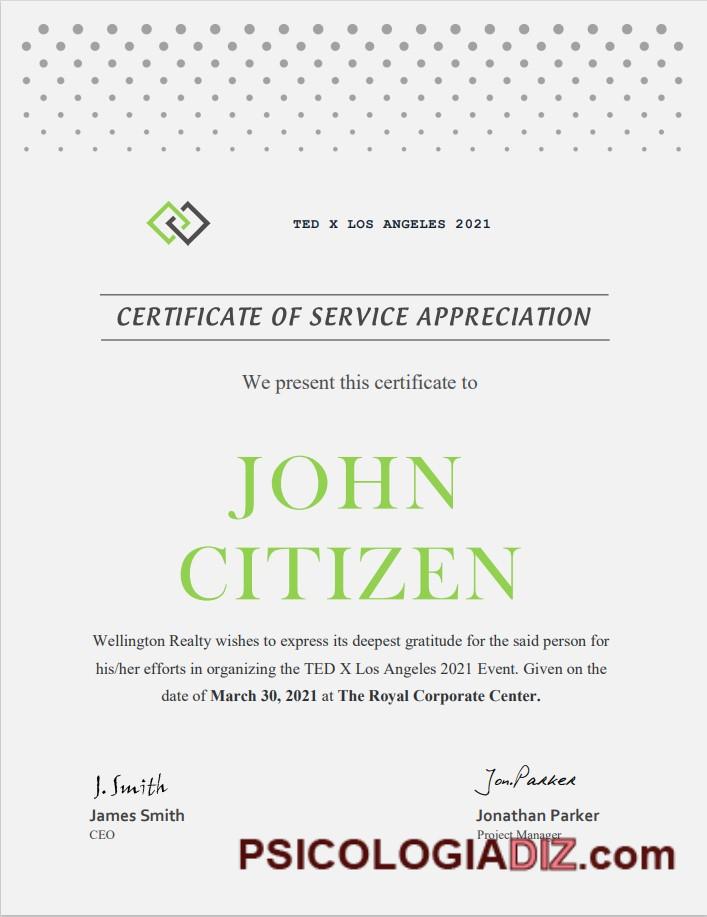 TED X LOS ANGELES 2021
CERTIFICATE OF SERVICE APPRECIATION
We present this certificate to
JOHN
CITIZEN
Wellington Realty wishes to express its deepest gratitude for the said person for
his/her efforts in organizing the TED X Los Angeles 2021 Event. Given on the
date of March 30, 2021 at The Royal Corporate Center.
J. Smith
Jon.Parker
James Smith
Jonathan Parker
CEO
Project Manager
PSICOLOGIADIZ.com